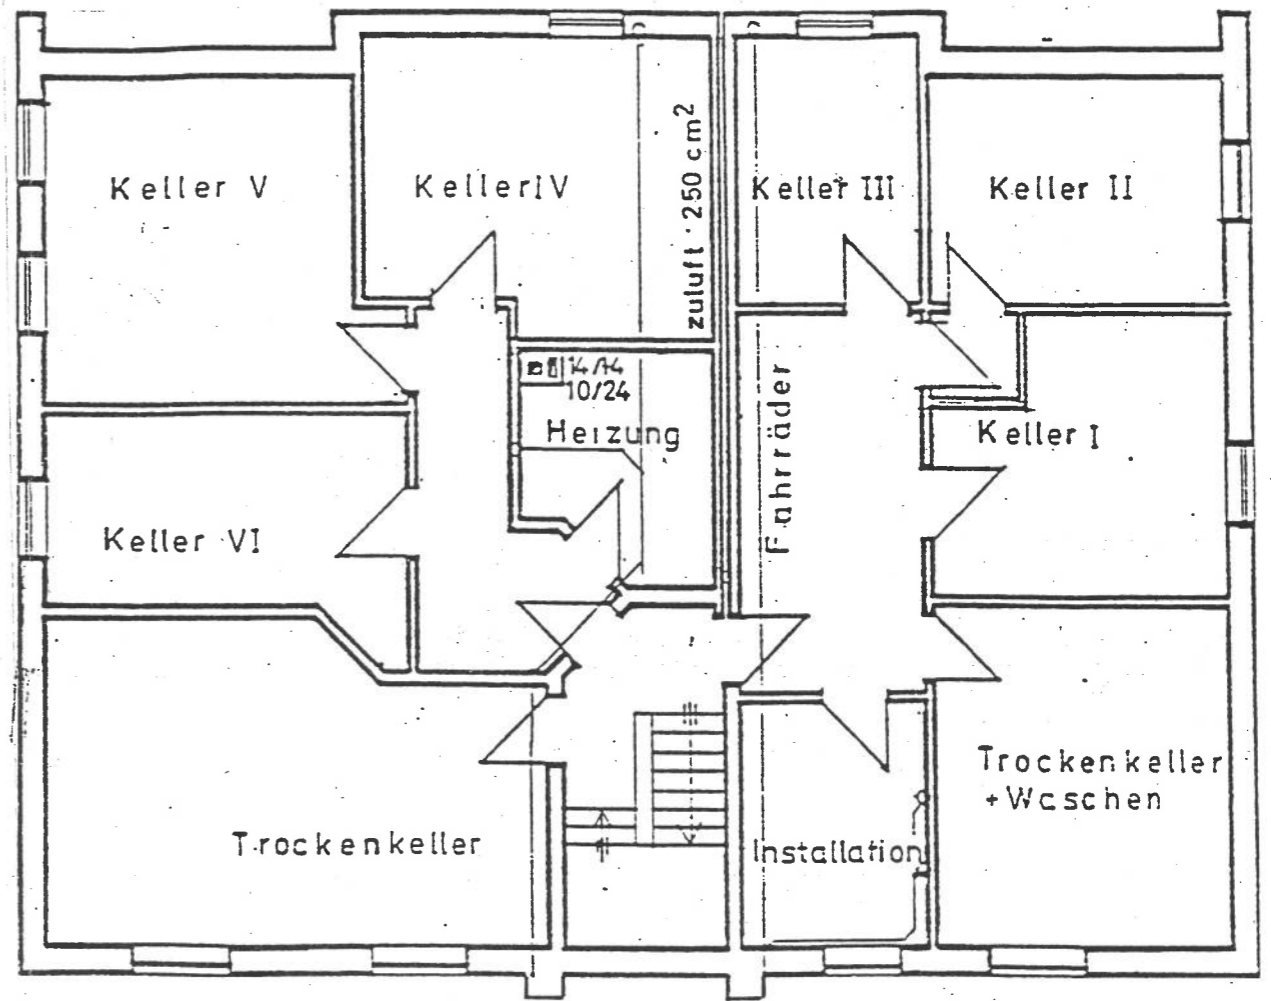 Keller V
Keller IV
zuluft · 250 cm²
Keller III
Keller II
14/14
10/24
Heizung
Fahrräder
Keller I
Keller VI
Trockenkeller
+ Waschen
Trockenkeller
Installation